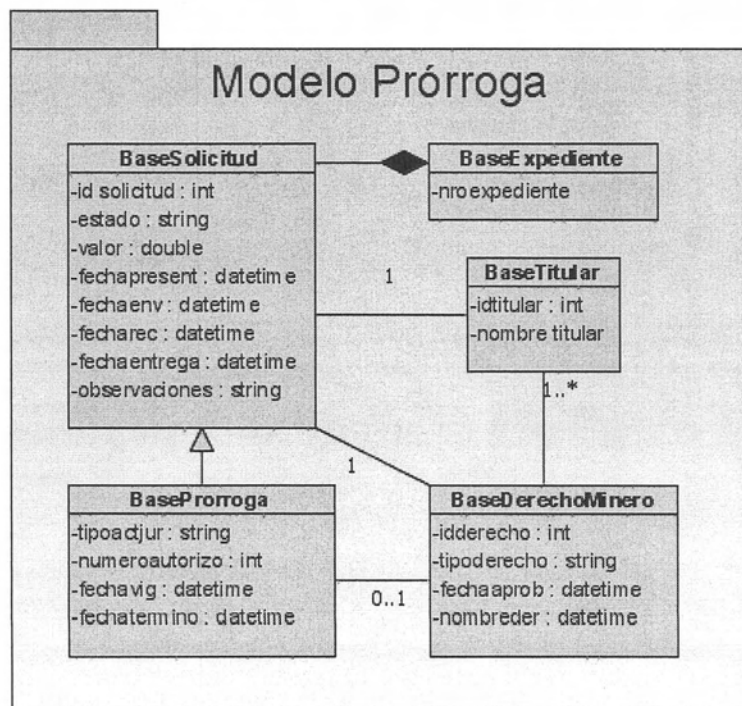 Modelo Prórroga
BaseSolicitud
-id solicitud : int
-estado : string
-valor : double
-fechapresent : datetime
-fechaenv : datetime
-fecharec : datetime
-fechaentrega : datetime
-observaciones : string
BaseExpediente
-nroexpediente
1
BaseTitular
-idtitular : int
-nombre titular
1..*
1
BaseProrroga
-tipoactjur : string
-numeroautorizo : int
-fechavig : datetime
-fechatermino : datetime
0..1
BaseDerechoMinero
-idderecho : int
-tipoderecho : string
-fechaaprob : datetime
-nombreder : datetime